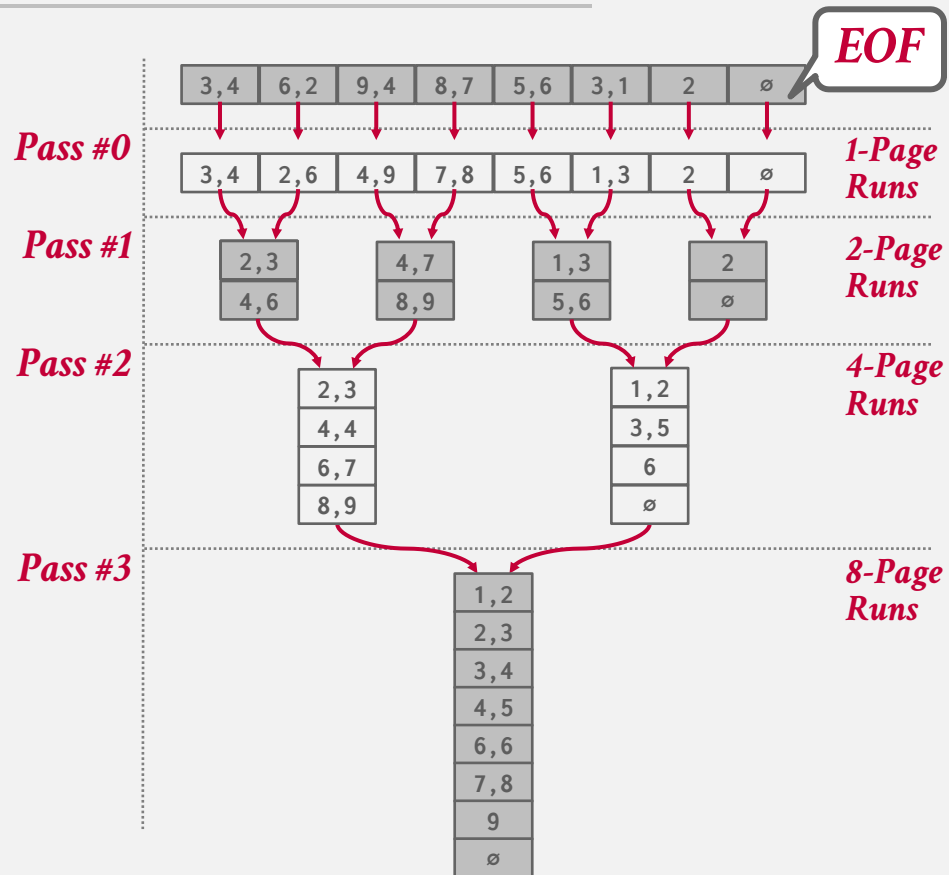 EOF
3,4 6,2 9,4 8,7 5,6 3,1 2 ø
Pass #0
1-Page
Runs
3,4 2,6 4,9 7,8 5,6 1,3 2 ø
Pass #1
2-Page
Runs
2,3 4,7 1,3 2
4,6 8,9 5,6 ø
Pass #2
4-Page
Runs
2,3 1,2
4,4 3,5
6,7 6
8,9 ø
Pass #3
8-Page
Runs
1,2
2,3
3,4
4,5
6,6
7,8
9
ø